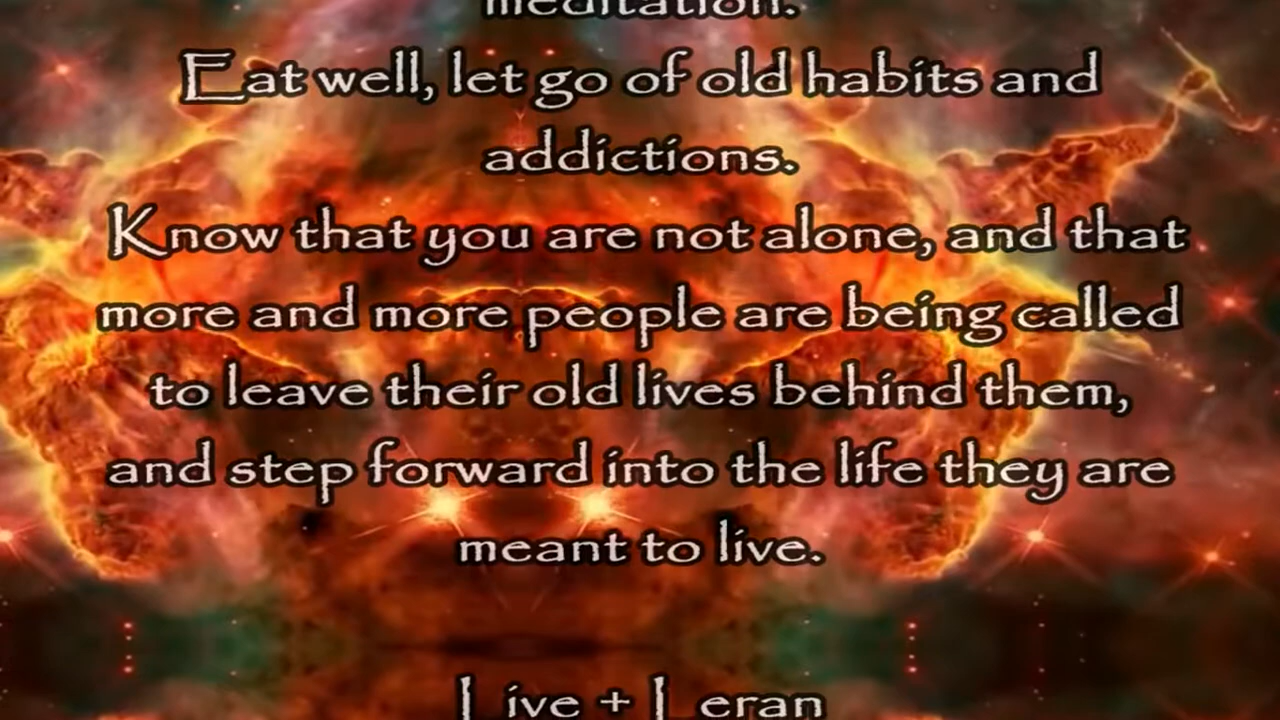 meditation.
Eat well, let go of old habits and
addictions.
Know that you are not alone, and that
more and more people are being called
to leave their old lives behind them,
and step forward into the life they are
meant to live.
Live + Leran